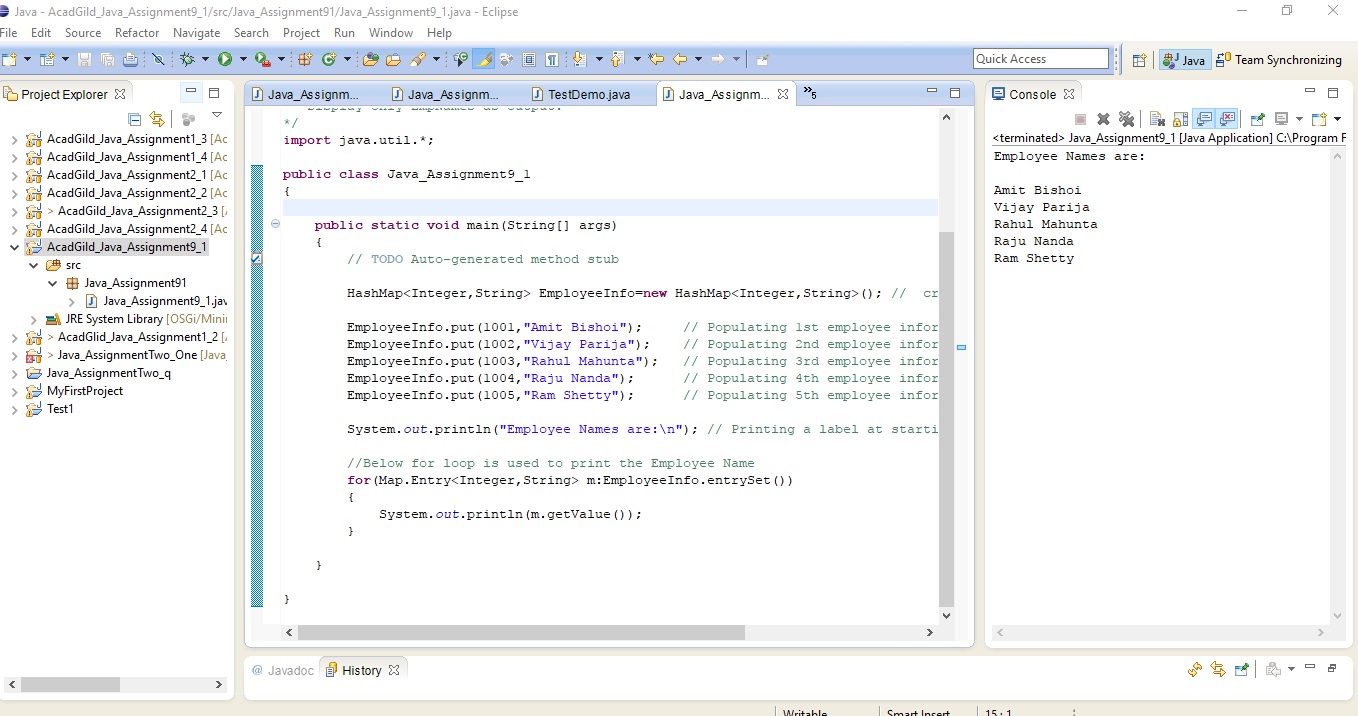 Java - AcadGild_Java_Assignment9_1/src/Java_Assignment91/Java_Assignment9_1.java - Eclipse
File Edit Source Refactor Navigate Search Project Run Window Help
Quick Access
Java
Team Synchronizing
Project Explorer
AcadGild_Java_Assignment1_3 [Ac
AcadGild_Java_Assignment1_4 [Ac
AcadGild_Java_Assignment2_1 [Ac
AcadGild_Java_Assignment2_2 [Ac
> AcadGild_Java_Assignment2_3 [
AcadGild_Java_Assignment2_4 [Ac
AcadGild_Java_Assignment9_1
src
Java_Assignment91
Java_Assignment9_1.jav
JRE System Library [OSGi/Minir
> AcadGild_Java_Assignment1_2 [
> Java_AssignmentTwo_One [Java_
Java_AssignmentTwo_q
MyFirstProject
Test1
Java_Assignm...
Java_Assignm...
TestDemo.java
Java_Assignm...
»5
Display only EmpNames as output.
*/
import java.util.*;
public class Java_Assignment9_1
{
public static void main(String[] args)
{
// TODO Auto-generated method stub
HashMap<Integer,String> EmployeeInfo=new HashMap<Integer,String>(); // cr
EmployeeInfo.put(1001,"Amit Bishoi"); // Populating 1st employee infor
EmployeeInfo.put(1002,"Vijay Parija"); // Populating 2nd employee infor
EmployeeInfo.put(1003,"Rahul Mahunta"); // Populating 3rd employee infor
EmployeeInfo.put(1004,"Raju Nanda"); // Populating 4th employee infor
EmployeeInfo.put(1005,"Ram Shetty"); // Populating 5th employee infor
System.out.println("Employee Names are:\n"); // Printing a label at starti
//Below for loop is used to print the Employee Name
for(Map.Entry<Integer,String> m:EmployeeInfo.entrySet())
{
System.out.println(m.getValue());
}
}
}
Console
<terminated> Java_Assignment9_1 [Java Application] C:\Program F
Employee Names are:
Amit Bishoi
Vijay Parija
Rahul Mahunta
Raju Nanda
Ram Shetty
@ Javadoc
History
Writable
Smart Insert
15 : 1